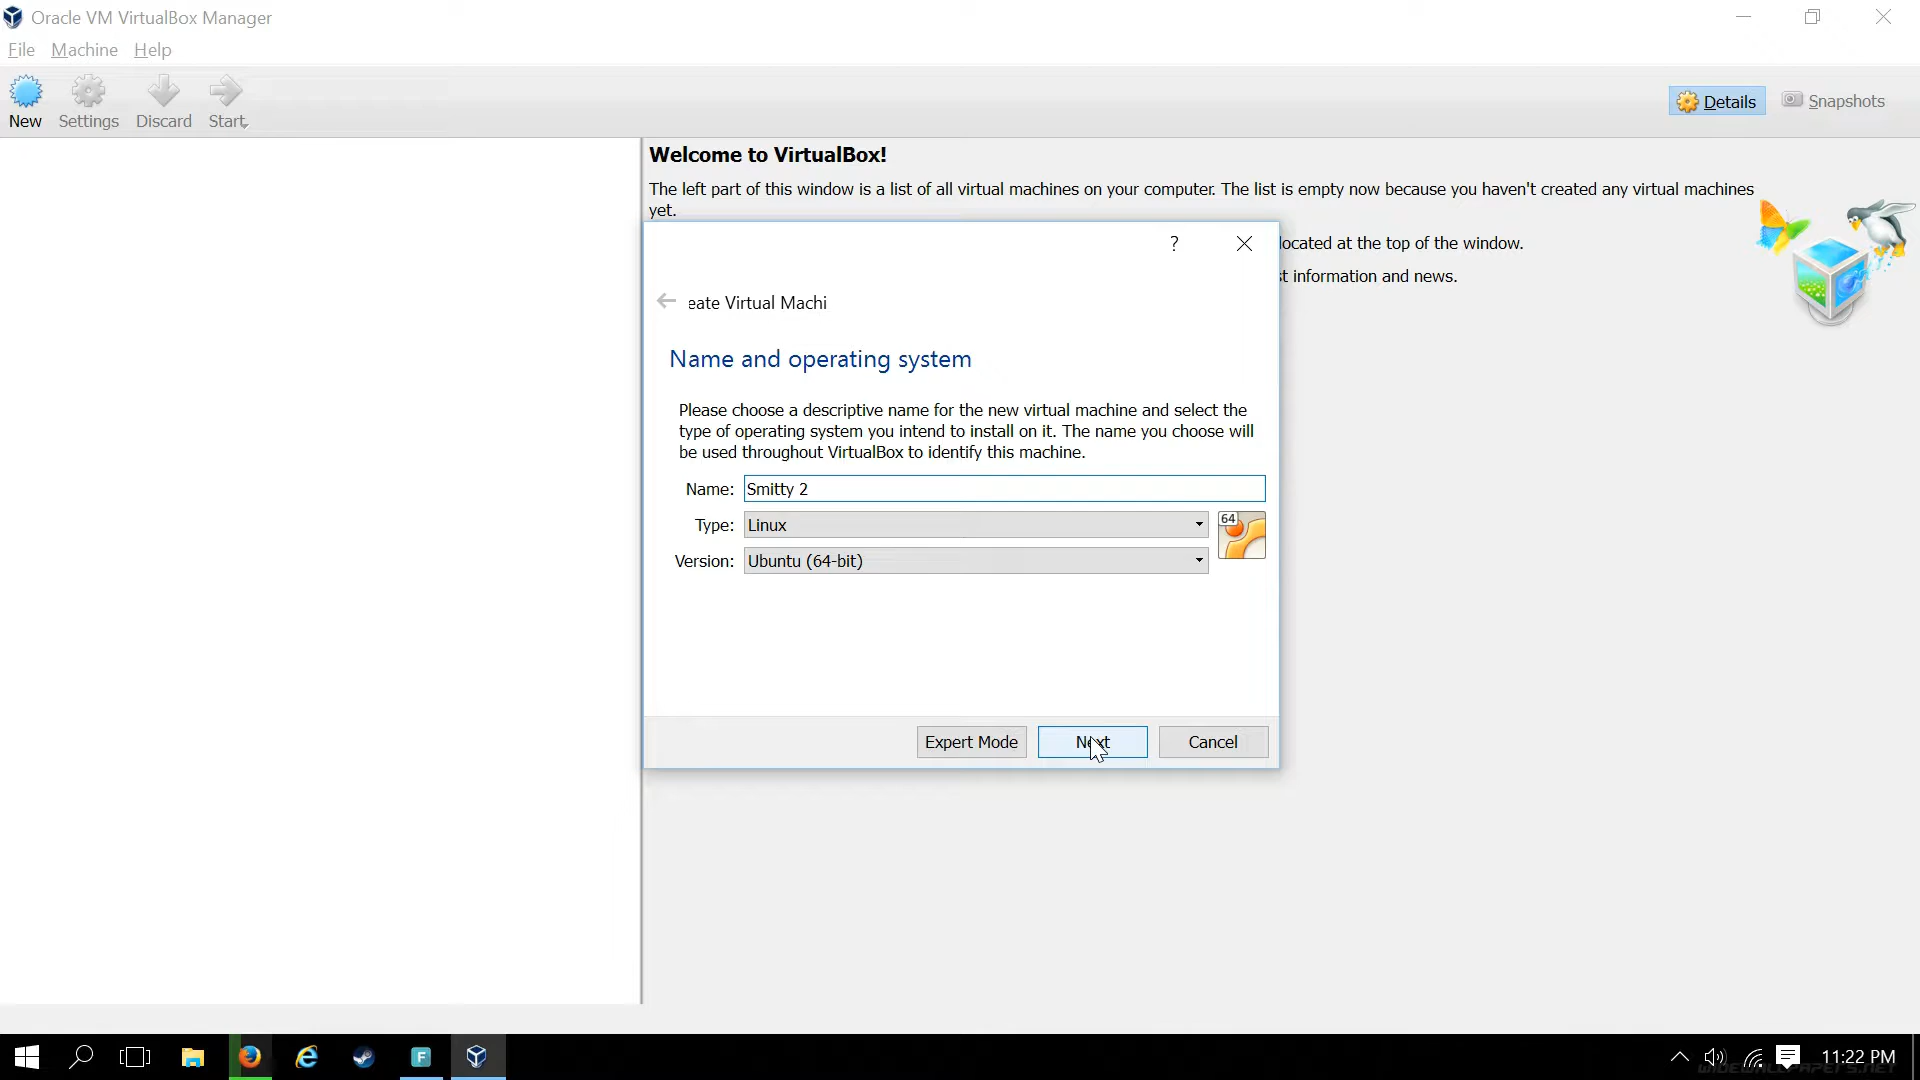 Oracle VM VirtualBox Manager
File Machine Help
New Settings Discard Start
Details Snapshots
Welcome to VirtualBox!
The left part of this window is a list of all virtual machines on your computer. The list is empty now because you haven't created any virtual machines
yet.
located at the top of the window.
st information and news.
?
eate Virtual Machi
Name and operating system
Please choose a descriptive name for the new virtual machine and select the
type of operating system you intend to install on it. The name you choose will
be used throughout VirtualBox to identify this machine.
Name: Smitty 2
Type: Linux
64
Version: Ubuntu (64-bit)
Expert Mode Next Cancel
F
11:22 PM
WIDEWALLPAPERS.NET